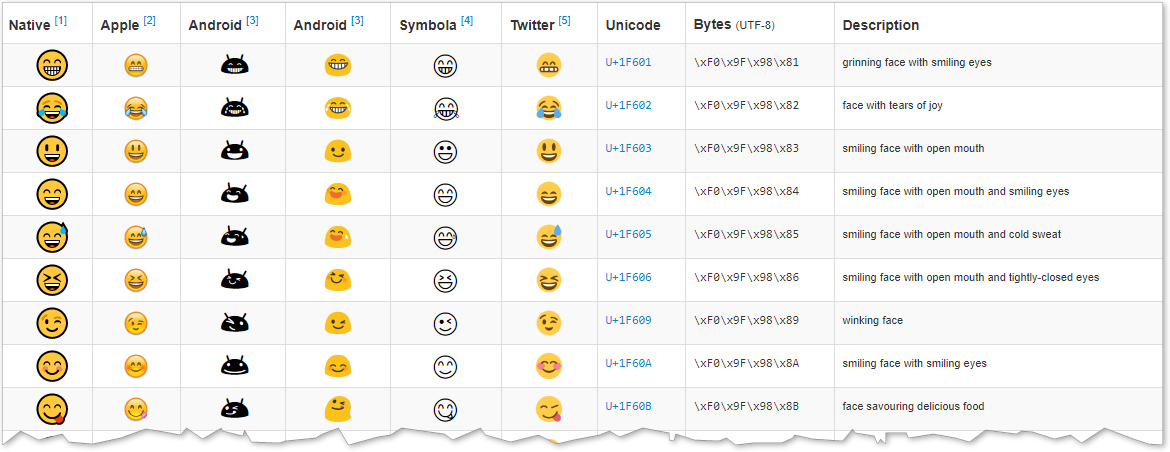 Native [1] Apple [2] Android [3] Android [3] Symbola [4] Twitter [5] Unicode Bytes (UTF-8) Description
U+1F601 \xF0\x9F\x98\x81 grinning face with smiling eyes
U+1F602 \xF0\x9F\x98\x82 face with tears of joy
U+1F603 \xF0\x9F\x98\x83 smiling face with open mouth
U+1F604 \xF0\x9F\x98\x84 smiling face with open mouth and smiling eyes
U+1F605 \xF0\x9F\x98\x85 smiling face with open mouth and cold sweat
U+1F606 \xF0\x9F\x98\x86 smiling face with open mouth and tightly-closed eyes
U+1F609 \xF0\x9F\x98\x89 winking face
U+1F60A \xF0\x9F\x98\x8A smiling face with smiling eyes
U+1F60B \xF0\x9F\x98\x8B face savouring delicious food